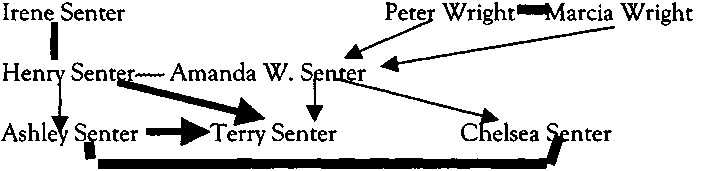 Irene Senter Peter Wright Marcia Wright
Henry Senter Amanda W. Senter
Ashley Senter Terry Senter Chelsea Senter